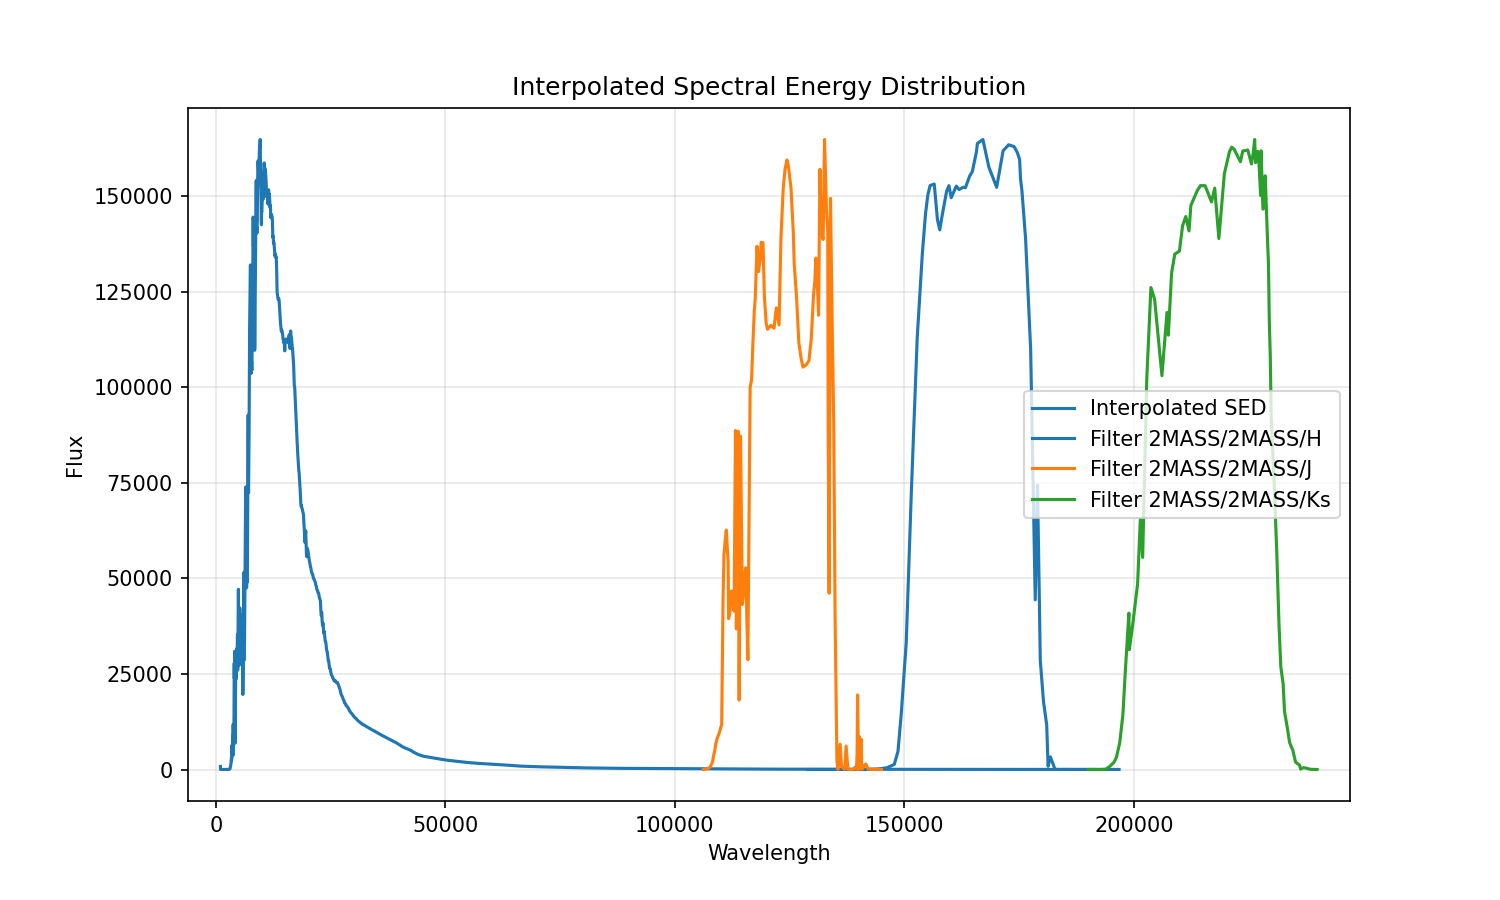 Interpolated Spectral Energy Distribution
Flux
150000
125000
100000
75000
50000
25000
0
Interpolated SED
Filter 2MASS/2MASS/H
Filter 2MASS/2MASS/J
Filter 2MASS/2MASS/Ks
0 50000 100000 150000 200000
Wavelength